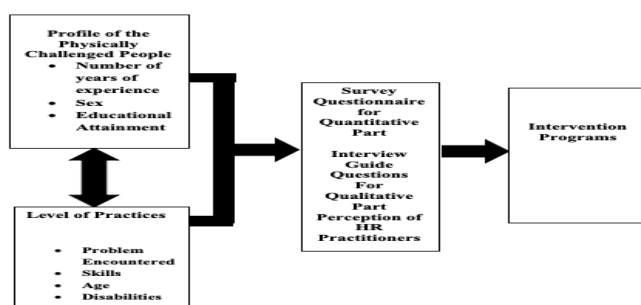 Profile of the
Physically
Challenged People
• Number of
years of
experience
• Sex
• Educational
Attainment
Level of Practices
• Problem
Encountered
• Skills
• Age
• Disabilities
Survey
Questionnaire
for
Quantitative
Part
Interview
Guide
Questions
For
Qualitative
Part
Perception of
HR
Practitioners
Intervention
Programs